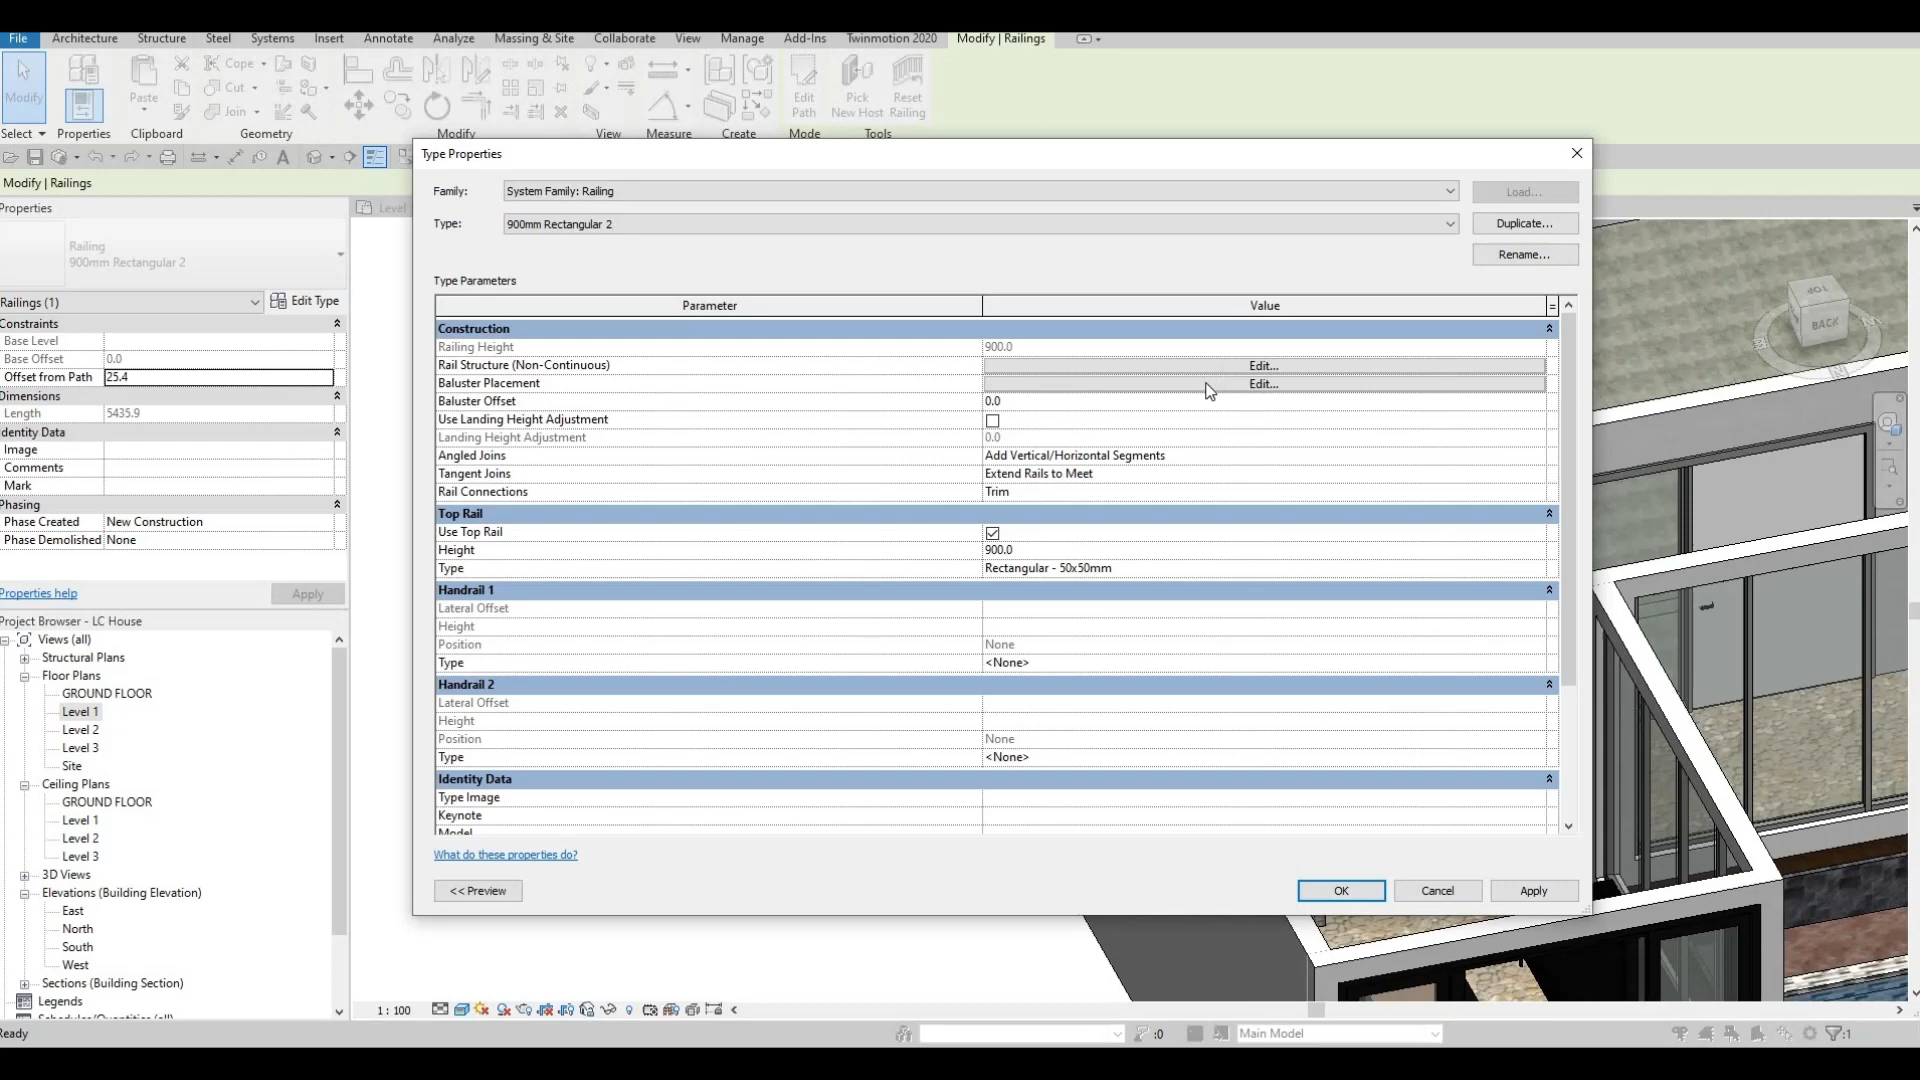 File Architecture Structure Steel Systems Insert Annotate Analyze Massing & Site Collaborate View Manage Add-Ins Twinmotion 2020 Modify | Railings
Modify Paste Cope Cut Join Edit Path Pick New Host Reset Railing
Select Properties Clipboard Geometry Modify View Measure Create Mode Tools
Modify | Railings
Properties
Railing
900mm Rectangular 2
Railings (1) Edit Type
Constraints
Base Level
Base Offset 0.0
Offset from Path 25.4
Dimensions
Length 5435.9
Identity Data
Image
Comments
Mark
Phasing
Phase Created New Construction
Phase Demolished None
Properties help Apply
Project Browser - LC House
Views (all)
Structural Plans
Floor Plans
GROUND FLOOR
Level 1
Level 2
Level 3
Site
Ceiling Plans
GROUND FLOOR
Level 1
Level 2
Level 3
3D Views
Elevations (Building Elevation)
East
North
South
West
Sections (Building Section)
Legends
Schedules/Quantities (all)
Level
Type Properties
Family: System Family: Railing Load...
Type: 900mm Rectangular 2 Duplicate...
Rename...
Type Parameters
Parameter Value =
Construction
Railing Height 900.0
Rail Structure (Non-Continuous) Edit...
Baluster Placement Edit...
Baluster Offset 0.0
Use Landing Height Adjustment
Landing Height Adjustment 0.0
Angled Joins Add Vertical/Horizontal Segments
Tangent Joins Extend Rails to Meet
Rail Connections Trim
Top Rail
Use Top Rail
Height 900.0
Type Rectangular - 50x50mm
Handrail 1
Lateral Offset
Height
Position None
Type <None>
Handrail 2
Lateral Offset
Height
Position None
Type <None>
Identity Data
Type Image
Keynote
Model
What do these properties do?
<< Preview OK Cancel Apply
TOP
BACK
1 : 100
Ready :0 Main Model :1